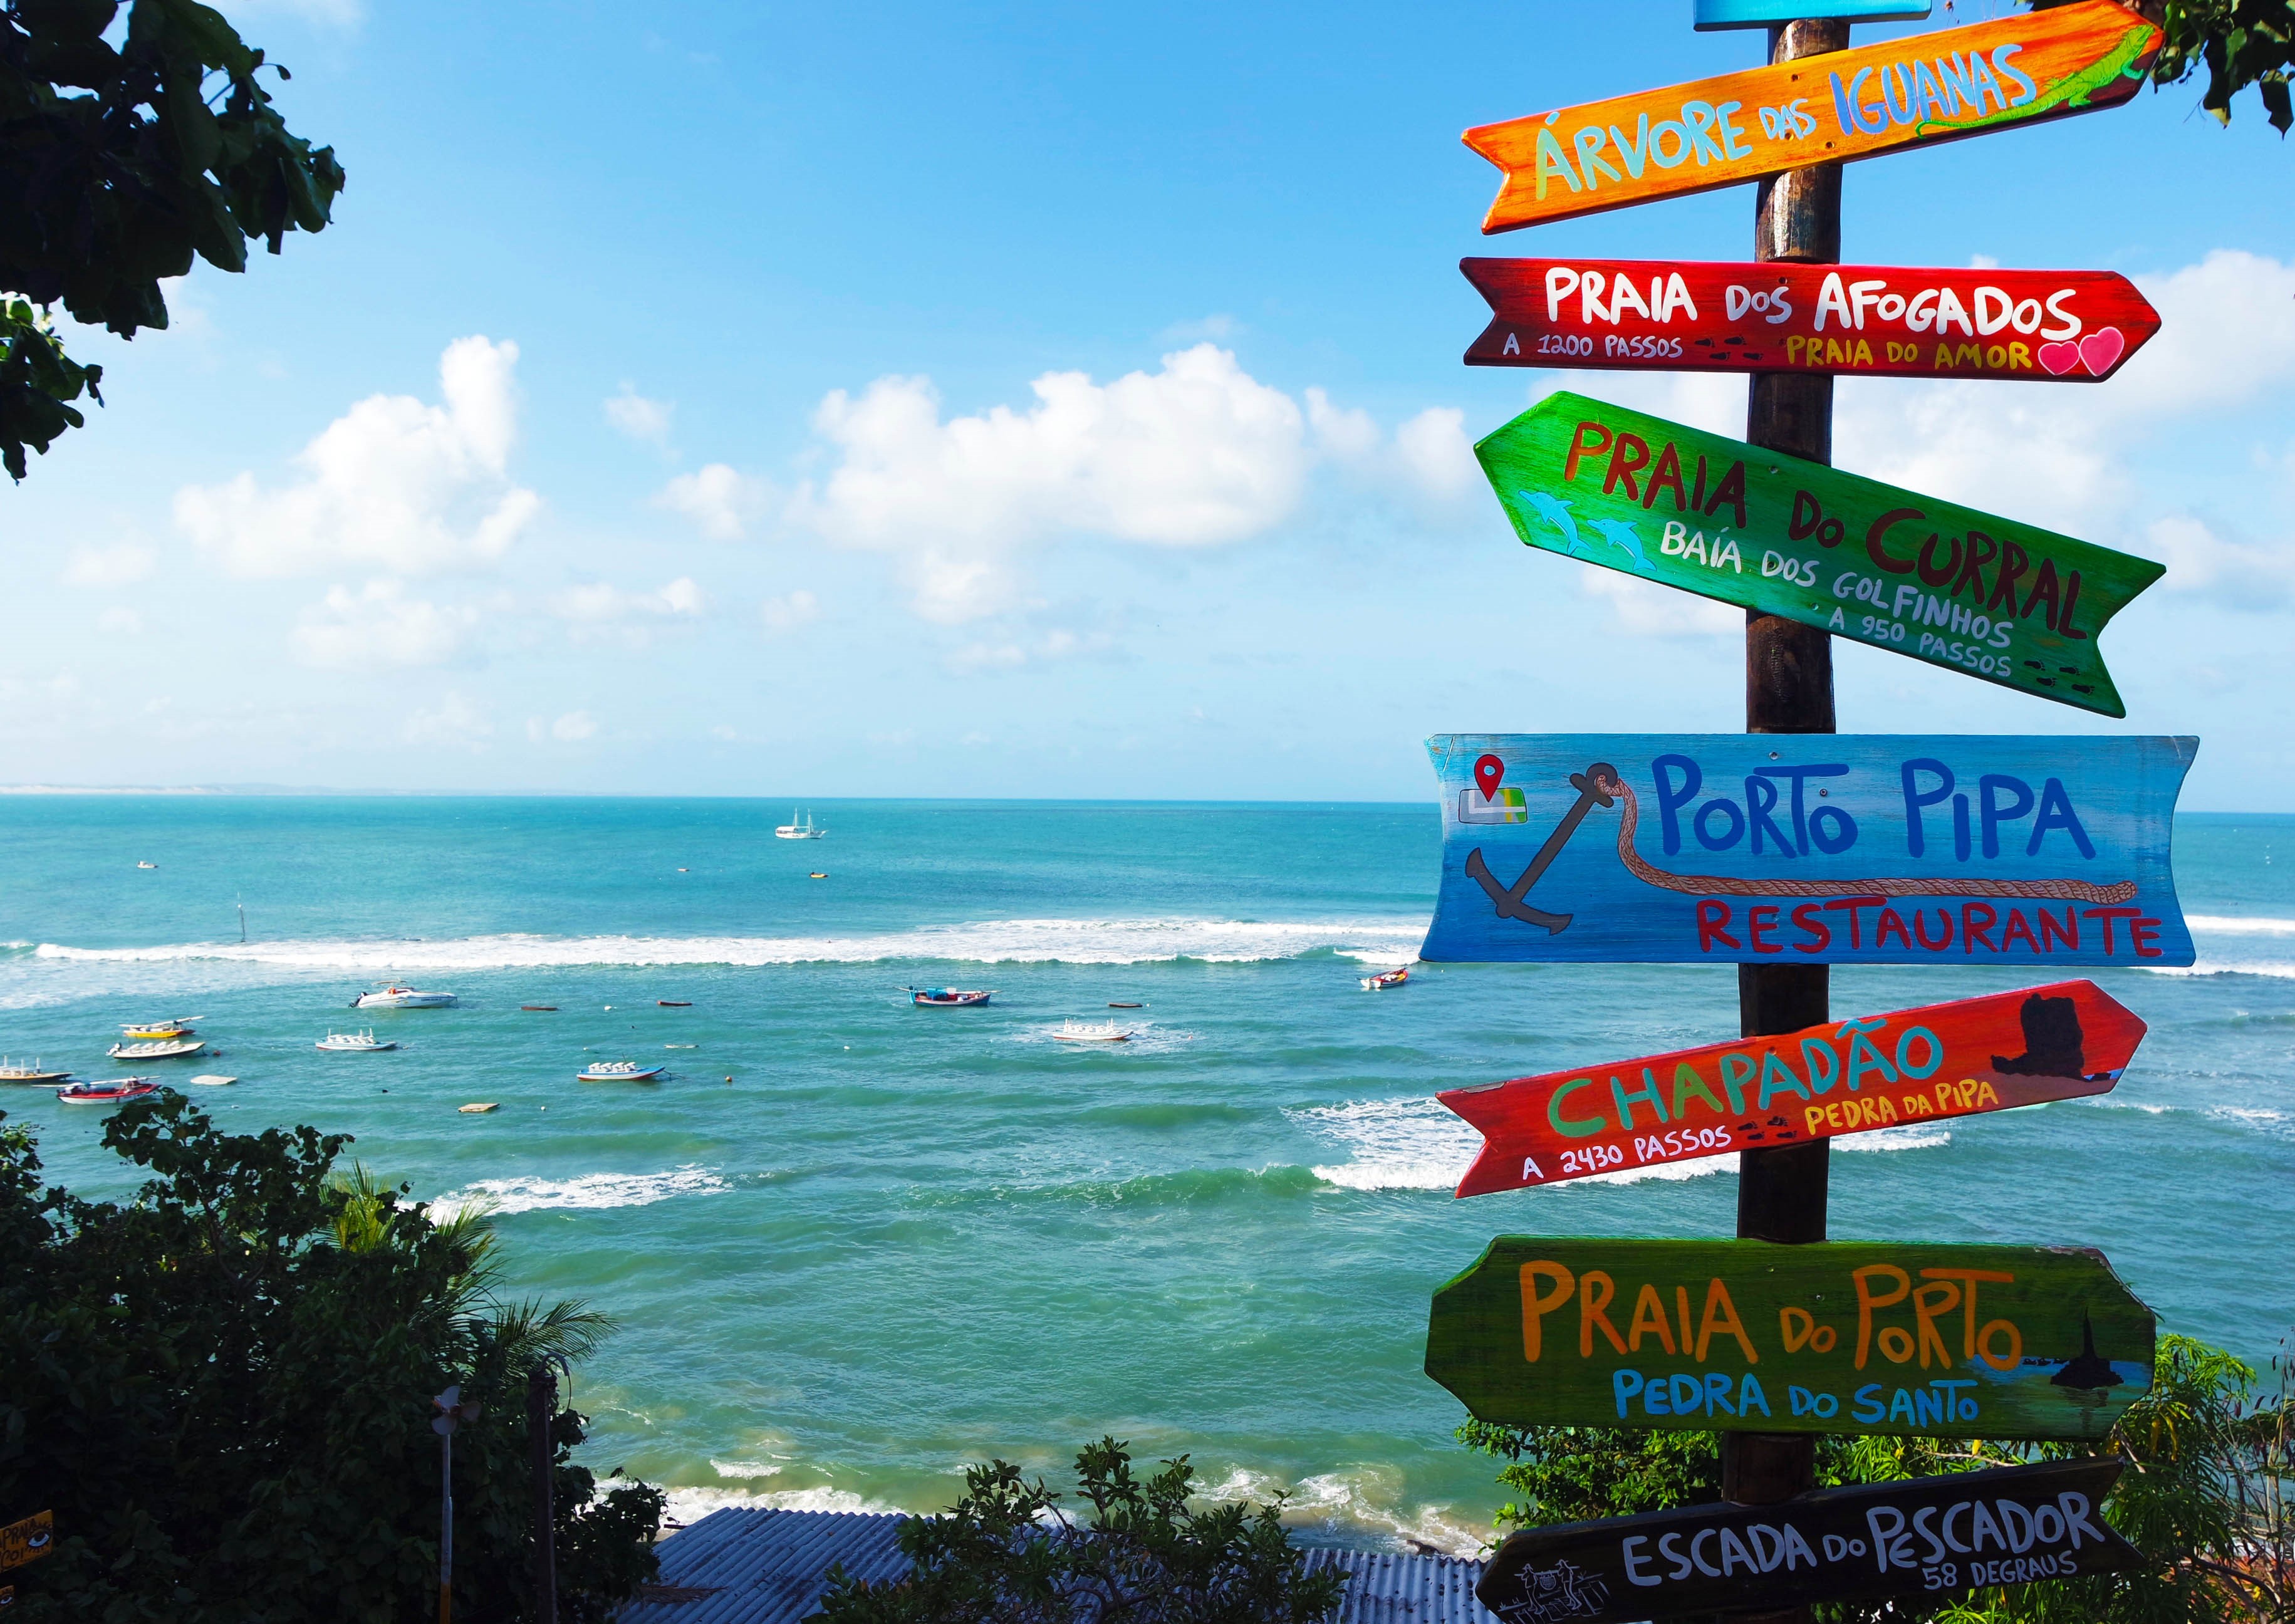 ÁRVORE DAS IGUANAS
PRAIA DOS AFOGADOS
A 1200 PASSOS PRAIA DO AMOR
PRAIA DO CURRAL
BAÍA DOS GOLFINHOS
A 950 PASSOS
PORTO PIPA
RESTAURANTE
CHAPADÃO
A 2430 PASSOS PEDRA DA PIPA
PRAIA DO PORTO
PEDRA DO SANTO
ESCADA DO PESCADOR
58 DEGRAUS